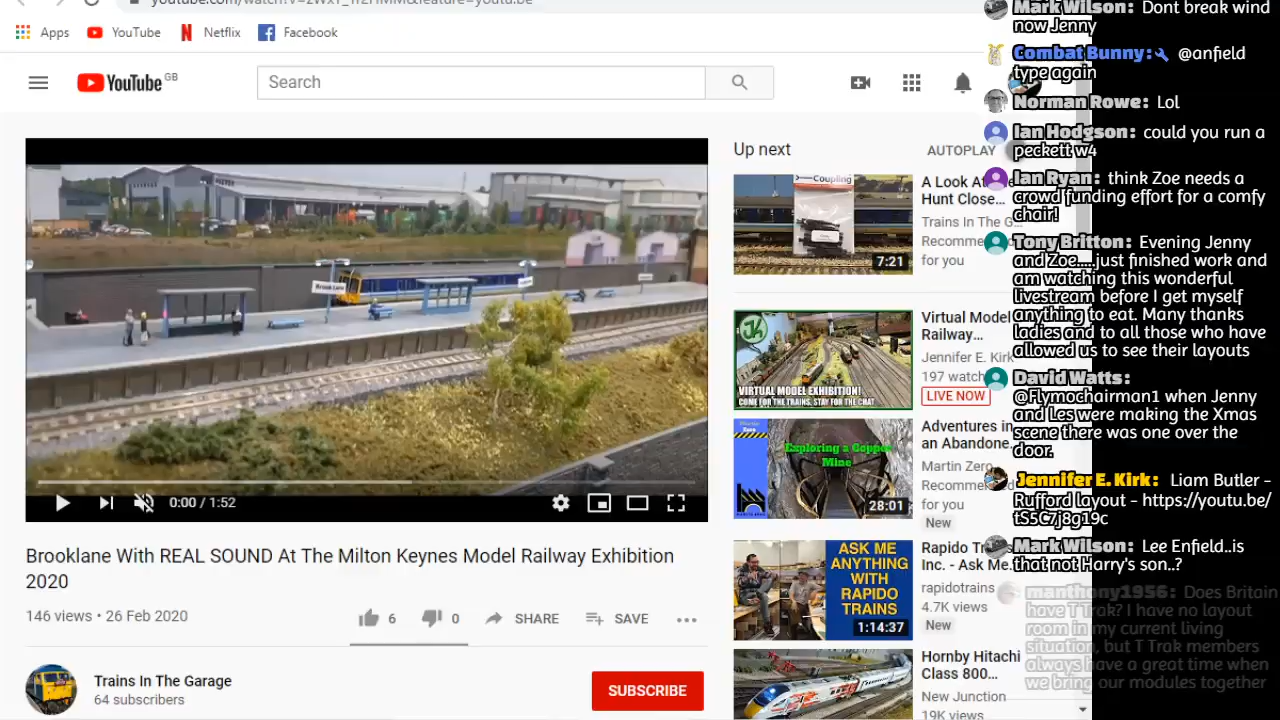 Apps YouTube Netflix Facebook
YouTube GB
Search
Brook Lane
0:00 / 1:52
Brooklane With REAL SOUND At The Milton Keynes Model Railway Exhibition
2020
146 views • 26 Feb 2020
6 0 SHARE SAVE
Trains In The Garage
64 subscribers
SUBSCRIBE
Up next
AUTOPLAY
Coupling
7:21
A Look At
Hunt Close...
Trains In The G...
Recomme
for you
VIRTUAL MODEL EXHIBITION!
COME FOR THE TRAINS, STAY FOR THE CHAT
Virtual Model
Railway...
Jennifer E. Kirk
197 watch
LIVE NOW
Exploring a Copper
Mine
28:01
Adventures in
an Abandone...
Martin Zero
Recommend
for you
New
ASK ME
ANYTHING
WITH
RAPIDO
TRAINS
1:14:37
Rapido Tr
Inc. - Ask Me...
rapidotrains
4.7K views
New
Hornby Hitachi
Class 800...
New Junction
19K views
Mark Wilson: Dont break wind
now Jenny
Combat Bunny: @anfield
type again
Norman Rowe: Lol
Ian Hodgson: could you run a
peckett w4
Ian Ryan: think Zoe needs a
crowd funding effort for a comfy
chair!
Tony Britton: Evening Jenny
and Zoe.....just finished work and
am watching this wonderful
livestream before I get myself
anything to eat. Many thanks
ladies and to all those who have
allowed us to see their layouts
David Watts:
@Flymochairman1 when Jenny
and Les were making the Xmas
scene there was one over the
door.
Jennifer E. Kirk: Liam Butler -
Rufford layout - https://youtu.be/
tS5C7j8g19c
Mark Wilson: Lee Enfield..is
that not Harry's son..?
manthony1956: Does Britain
have T Trak? I have no layout
room in my current living
situation, but T Trak members
always have a great time when
we bring our modules together